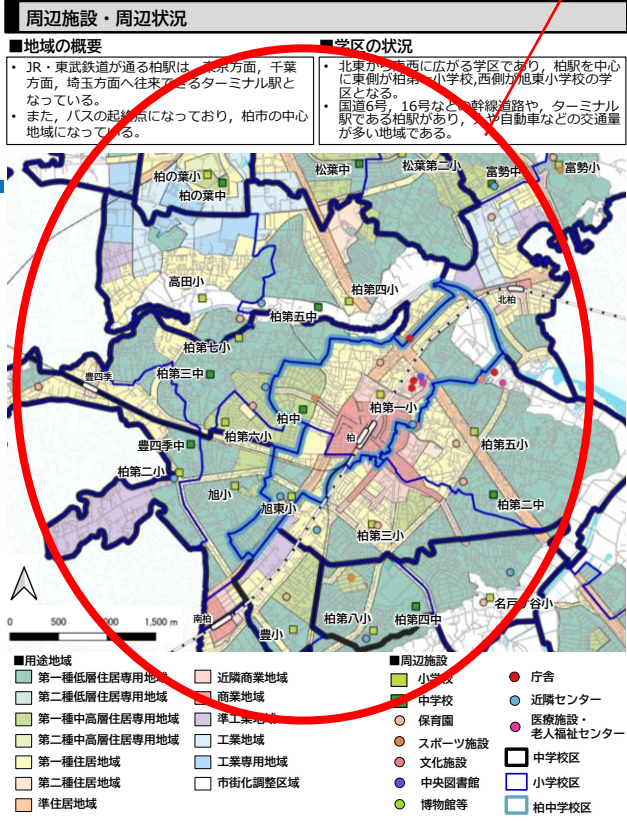 周辺施設・周辺状況
■地域の概要
• JR・東武鉄道が通る柏駅は、東京方面，千葉
方面，埼玉方面へ往来できるターミナル駅と
なっている。
• また，バスの起終点になっており，柏市の中心
地域になっている。
■学区の状況
• 北東から南西に広がる学区であり，柏駅を中心
に東側が柏第一小学校,西側が旭東小学校の学
区となる。
• 国道6号，16号などの幹線道路や，ターミナル
駅である柏駅があり，人や自動車などの交通量
が多い地域である。
柏の葉小
柏の葉中
松葉中
松葉第二小
富勢中
富勢小
高田小
柏第四小
北柏
柏第五中
柏第七小
豊四季
柏第三中
柏中
柏第一小
柏
豊四季中
柏第六小
柏第五小
柏第二小
旭小
旭東小
柏第二中
柏第三小
南柏
豊小
柏第八小
柏第四中
名戸ケ谷小
0 500 1,500 m
■用途地域
第一種低層住居専用地域
第二種低層住居専用地域
第一種中高層住居専用地域
第二種中高層住居専用地域
第一種住居地域
第二種住居地域
準住居地域
近隣商業地域
商業地域
準工業地域
工業地域
工業専用地域
市街化調整区域
■周辺施設
小学校
中学校
保育園
スポーツ施設
文化施設
中央図書館
博物館等
庁舎
近隣センター
医療施設・
老人福祉センター
中学校区
小学校区
柏中学校区